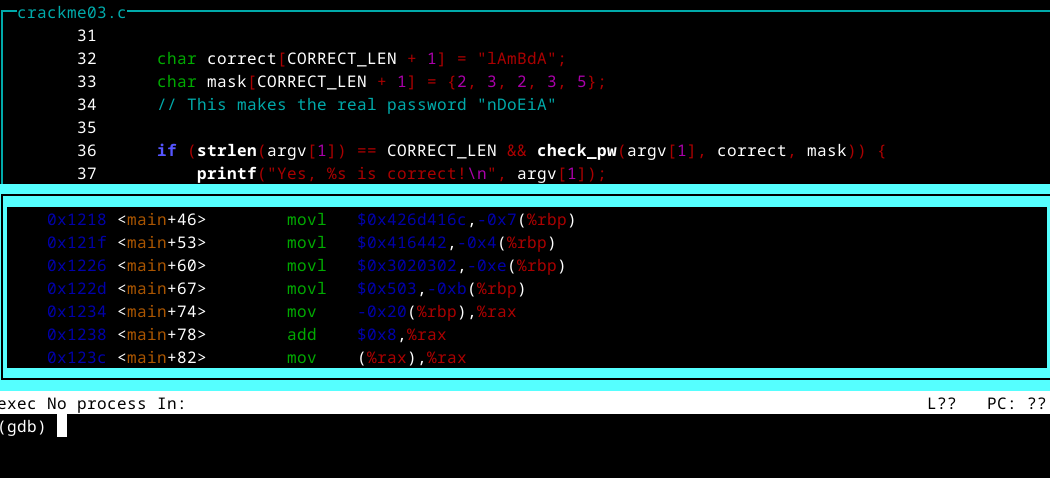 crackme03.c
31
32 char correct[CORRECT_LEN + 1] = "lAmBdA";
33 char mask[CORRECT_LEN + 1] = {2, 3, 2, 3, 5};
34 // This makes the real password "nDoEiA"
35
36 if (strlen(argv[1]) == CORRECT_LEN && check_pw(argv[1], correct, mask)) {
37 printf("Yes, %s is correct!\n", argv[1]);
0x1218 <main+46> movl $0x426d416c,-0x7(%rbp)
0x121f <main+53> movl $0x416442,-0x4(%rbp)
0x1226 <main+60> movl $0x3020302,-0xe(%rbp)
0x122d <main+67> movl $0x503,-0xb(%rbp)
0x1234 <main+74> mov -0x20(%rbp),%rax
0x1238 <main+78> add $0x8,%rax
0x123c <main+82> mov (%rax),%rax
exec No process In: L?? PC: ??
(gdb)